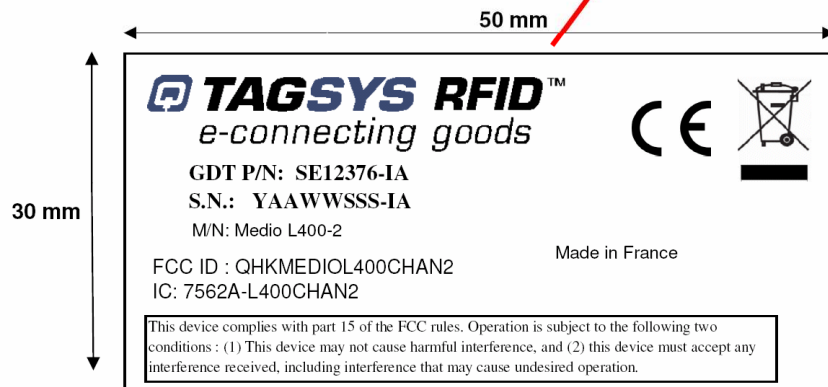 50 mm
30 mm
TAGSYS RFID™
e-connecting goods
CE
GDT P/N: SE12376-IA
S.N.: YAAWWSSS-IA
M/N: Medio L400-2
Made in France
FCC ID : QHKMEDIOL400CHAN2
IC: 7562A-L400CHAN2
This device complies with part 15 of the FCC rules. Operation is subject to the following two
conditions : (1) This device may not cause harmful interference, and (2) this device must accept any
interference received, including interference that may cause undesired operation.